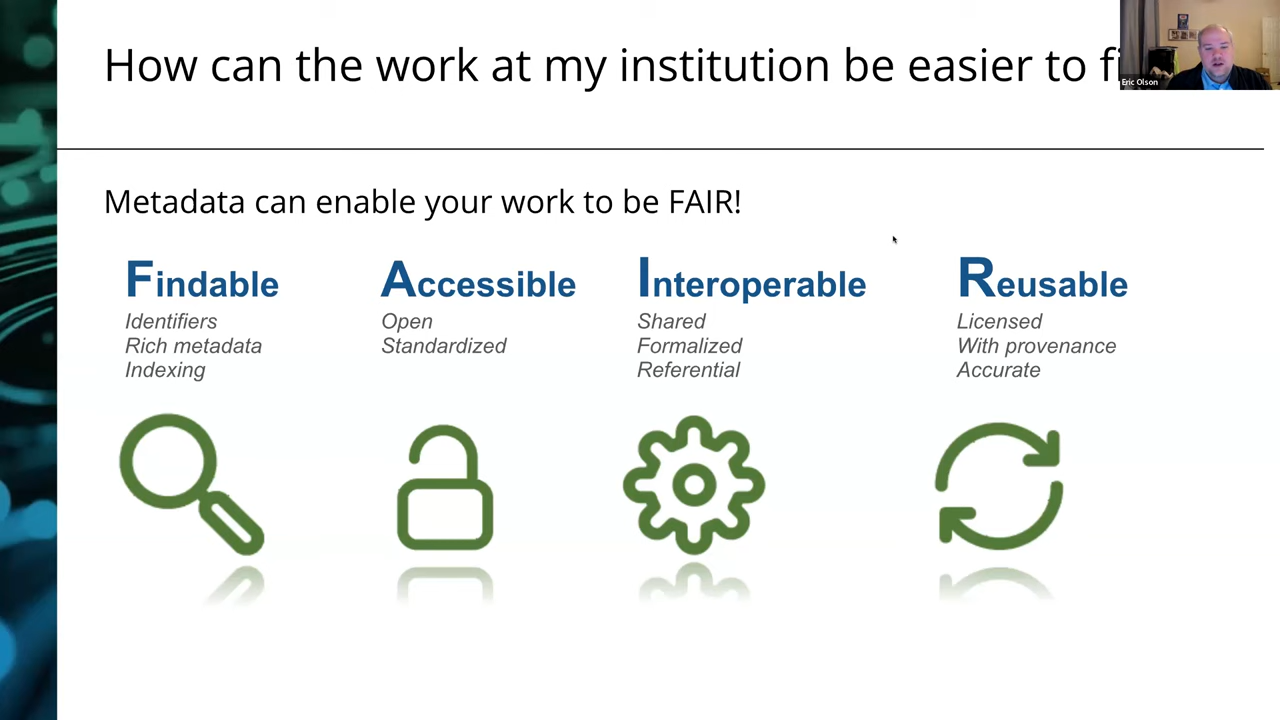 How can the work at my institution be easier to
Eric Olson
Metadata can enable your work to be FAIR!
Findable
Identifiers
Rich metadata
Indexing
Accessible
Open
Standardized
Interoperable
Shared
Formalized
Referential
Reusable
Licensed
With provenance
Accurate